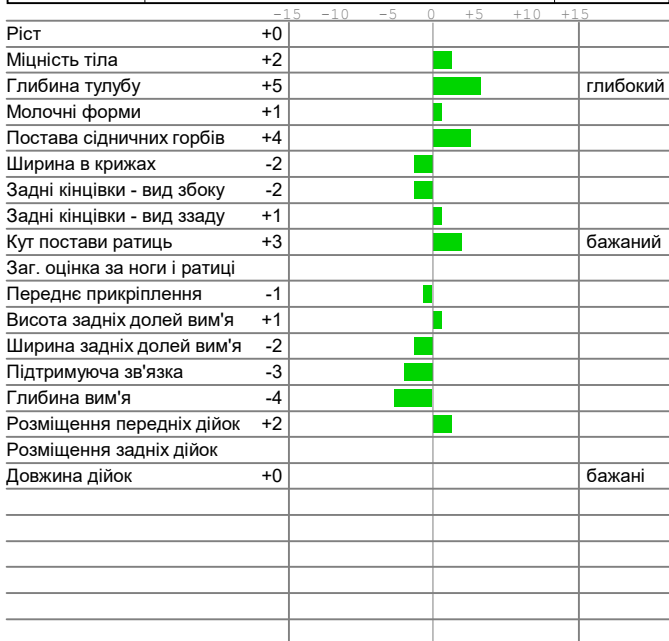 -15 -10 -5 0 +5 +10 +15
Ріст +0
Міцність тіла +2
Глибина тулубу +5 глибокий
Молочні форми +1
Постава сідничних горбів +4
Ширина в крижах -2
Задні кінцівки - вид збоку -2
Задні кінцівки - вид ззаду +1
Кут постави ратиць +3 бажаний
Заг. оцінка за ноги і ратиці
Переднє прикріплення -1
Висота задніх долей вим'я +1
Ширина задніх долей вим'я -2
Підтримуюча зв'язка -3
Глибина вим'я -4
Розміщення передніх дійок +2
Розміщення задніх дійок
Довжина дійок +0 бажані